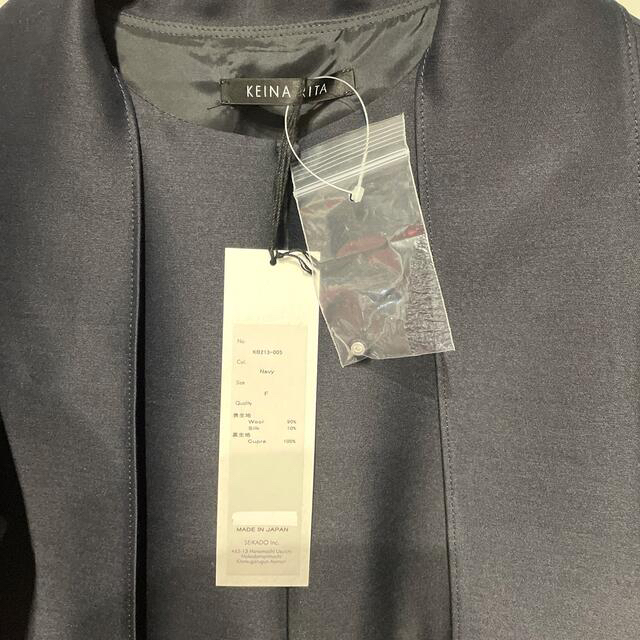 KEINA RITA
No.
KB213-005
Col.
Navy
Size
F
Quality
表生地
Wool 90%
Silk 10%
裏生地
Cupra 100%
MADE IN JAPAN
SEIKADO Inc.